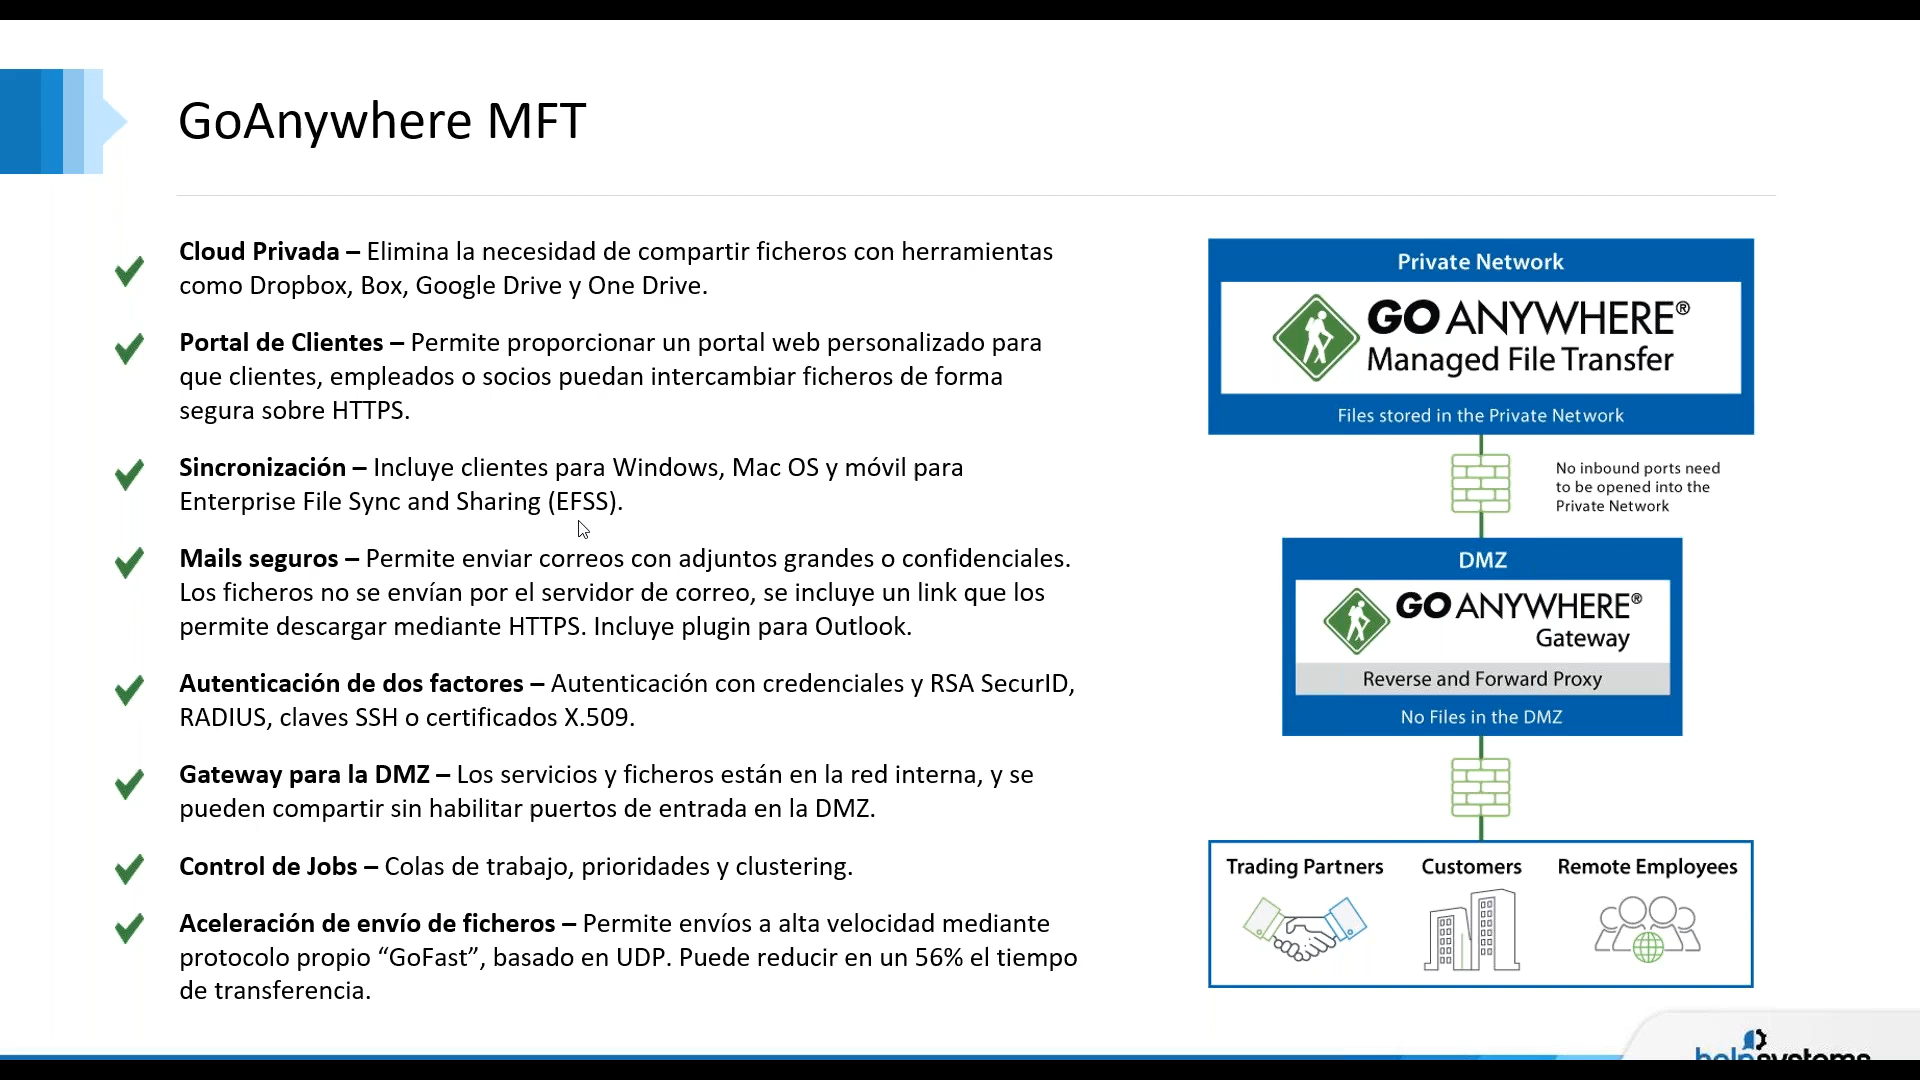 GoAnywhere MFT
Cloud Privada – Elimina la necesidad de compartir ficheros con herramientas
como Dropbox, Box, Google Drive y One Drive.
Portal de Clientes – Permite proporcionar un portal web personalizado para
que clientes, empleados o socios puedan intercambiar ficheros de forma
segura sobre HTTPS.
Sincronización – Incluye clientes para Windows, Mac OS y móvil para
Enterprise File Sync and Sharing (EFSS).
Mails seguros – Permite enviar correos con adjuntos grandes o confidenciales.
Los ficheros no se envían por el servidor de correo, se incluye un link que los
permite descargar mediante HTTPS. Incluye plugin para Outlook.
Autenticación de dos factores – Autenticación con credenciales y RSA SecurID,
RADIUS, claves SSH o certificados X.509.
Gateway para la DMZ – Los servicios y ficheros están en la red interna, y se
pueden compartir sin habilitar puertos de entrada en la DMZ.
Control de Jobs – Colas de trabajo, prioridades y clustering.
Aceleración de envío de ficheros – Permite envíos a alta velocidad mediante
protocolo propio “GoFast”, basado en UDP. Puede reducir en un 56% el tiempo
de transferencia.
Private Network
GO ANYWHERE®
Managed File Transfer
Files stored in the Private Network
No inbound ports need
to be opened into the
Private Network
DMZ
GO ANYWHERE®
Gateway
Reverse and Forward Proxy
No Files in the DMZ
Trading Partners Customers Remote Employees
helpsystems